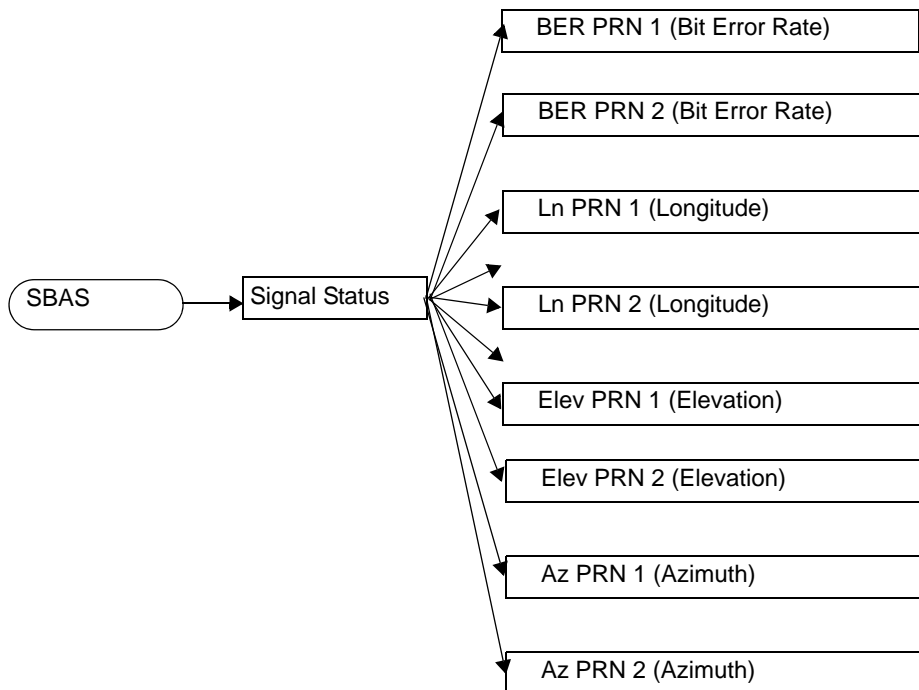 BER PRN 1 (Bit Error Rate)
BER PRN 2 (Bit Error Rate)
Ln PRN 1 (Longitude)
SBAS
Signal Status
Ln PRN 2 (Longitude)
Elev PRN 1 (Elevation)
Elev PRN 2 (Elevation)
Az PRN 1 (Azimuth)
Az PRN 2 (Azimuth)